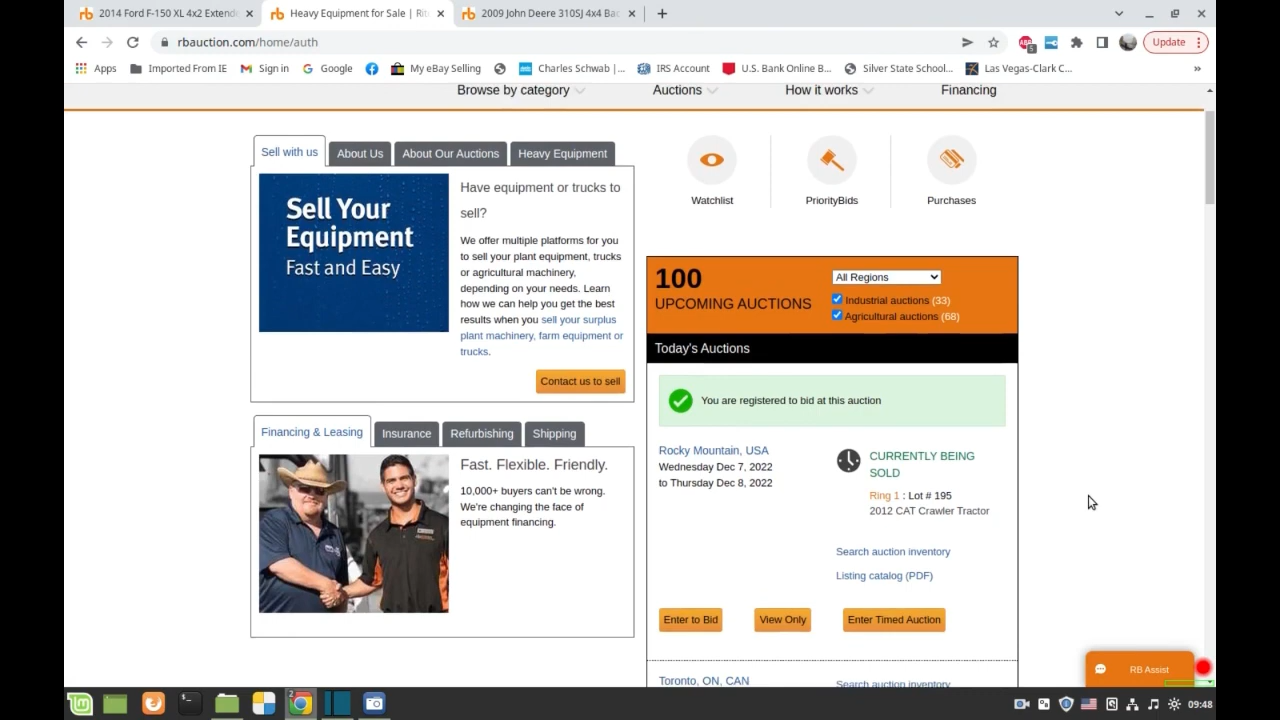 2014 Ford F-150 XL 4x2 Extende
Heavy Equipment for Sale | Rit
2009 John Deere 310SJ 4x4 Bac
rbauction.com/home/auth
5
Update
Apps
Imported From IE
Sign in
Google
My eBay Selling
Charles Schwab |...
IRS Account
U.S. Bank Online B...
Silver State School...
Las Vegas-Clark C...
»
Browse by category
Auctions
How it works
Financing
Sell with us
About Us
About Our Auctions
Heavy Equipment
Sell Your
Equipment
Fast and Easy
Have equipment or trucks to
sell?
We offer multiple platforms for you
to sell your plant equipment, trucks
or agricultural machinery,
depending on your needs. Learn
how we can help you get the best
results when you sell your surplus
plant machinery, farm equipment or
trucks.
Contact us to sell
Financing & Leasing
Insurance
Refurbishing
Shipping
Fast. Flexible. Friendly.
10,000+ buyers can't be wrong.
We're changing the face of
equipment financing.
Watchlist
PriorityBids
Purchases
100
UPCOMING AUCTIONS
All Regions
Industrial auctions (33)
Agricultural auctions (68)
Today's Auctions
You are registered to bid at this auction
Rocky Mountain, USA
Wednesday Dec 7, 2022
to Thursday Dec 8, 2022
CURRENTLY BEING
SOLD
Ring 1 : Lot # 195
2012 CAT Crawler Tractor
Search auction inventory
Listing catalog (PDF)
Enter to Bid
View Only
Enter Timed Auction
Toronto, ON, CAN
Search auction inventory
RB Assist
2
09:48